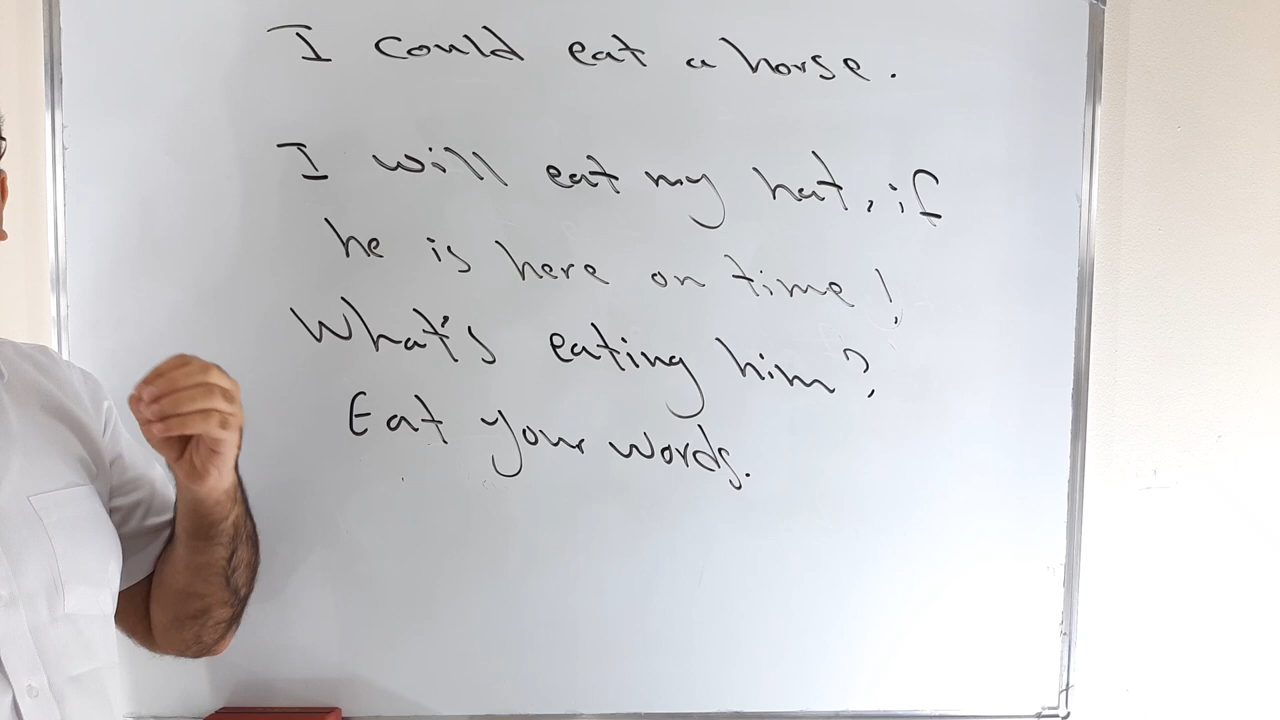 I could eat a horse.
I will eat my hat, if
he is here on time!
What's eating him?
Eat your words.